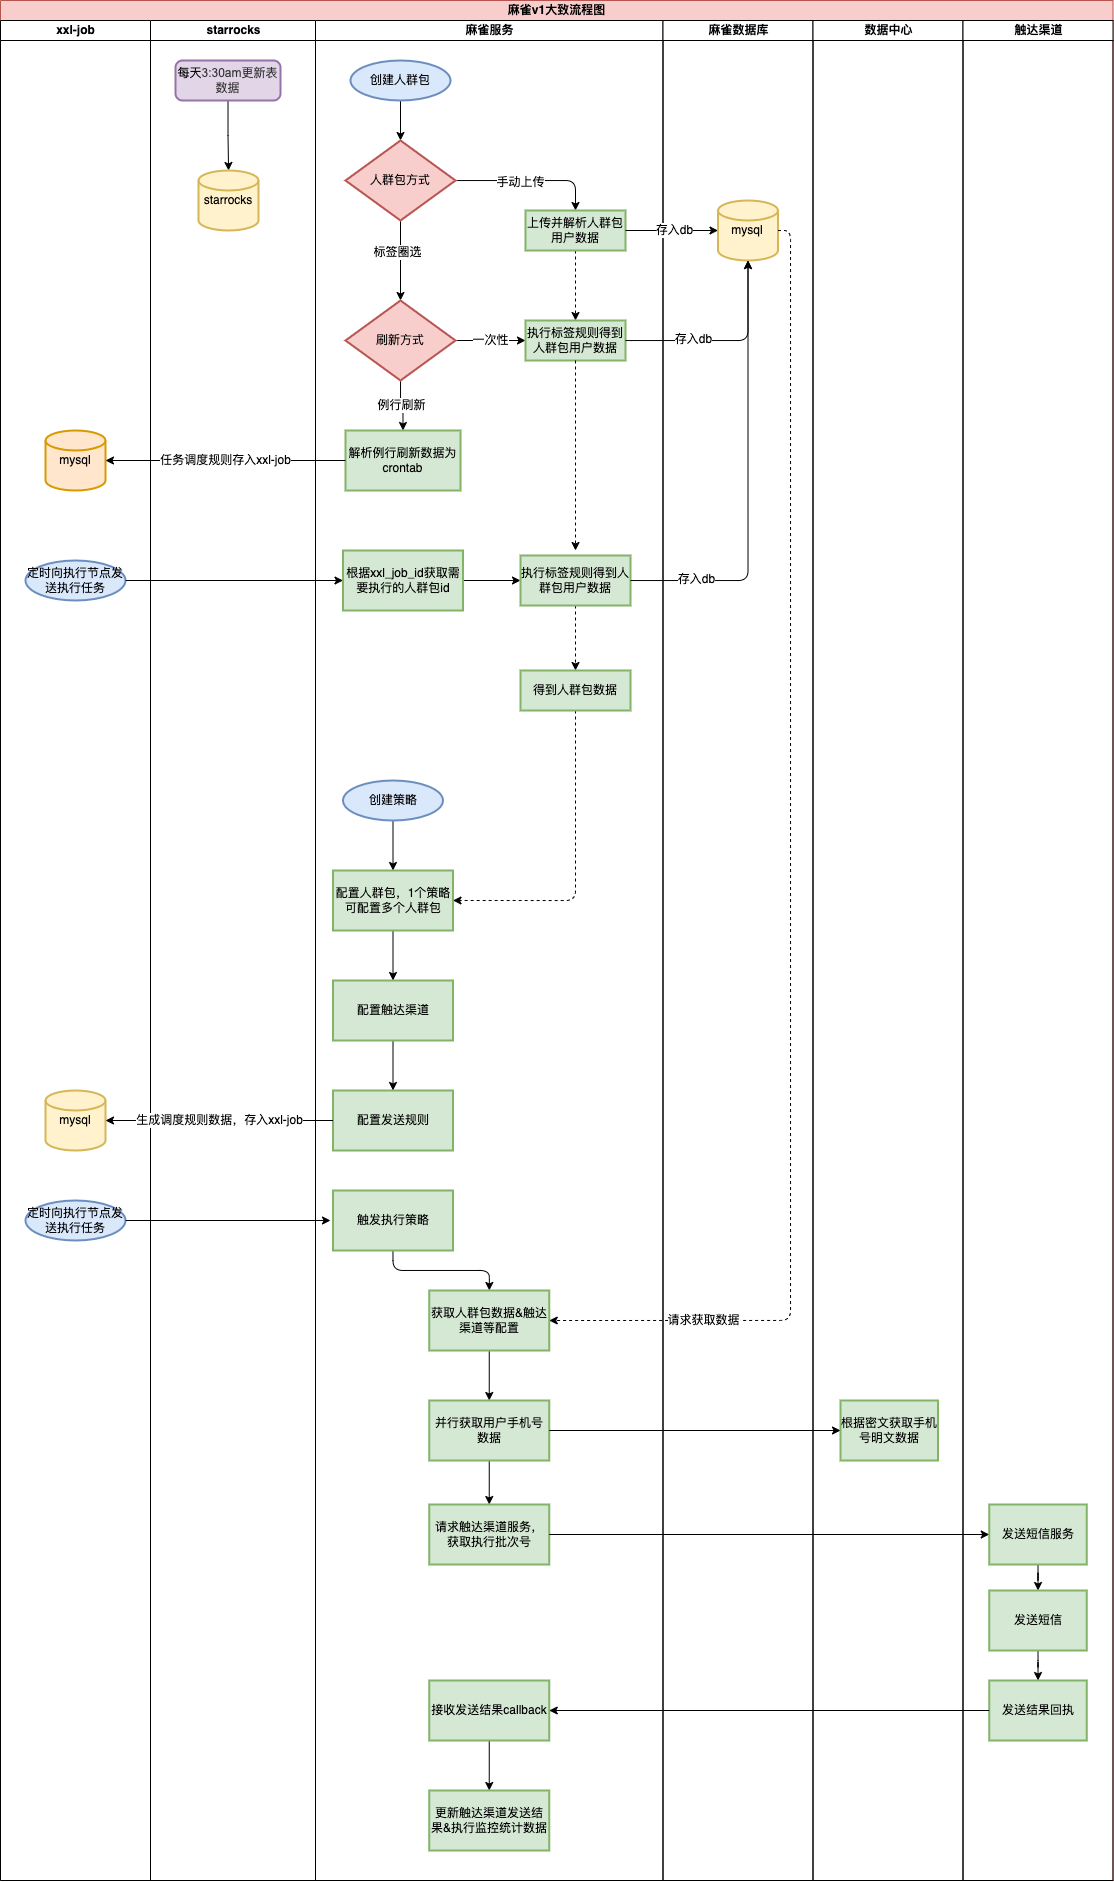 麻雀v1大致流程图
xxl-job
starrocks
麻雀服务
麻雀数据库
数据中心
触达渠道
每天3:30am更新表
数据
创建人群包
starrocks
人群包方式
手动上传
上传并解析人群包
用户数据
存入db
mysql
标签圈选
刷新方式
一次性
执行标签规则得到
人群包用户数据
存入db
例行刷新
mysql
任务调度规则存入xxl-job
解析例行刷新数据为
crontab
定时向执行节点发
送执行任务
根据xxl_job_id获取需
要执行的人群包id
执行标签规则得到人
群包用户数据
存入db
得到人群包数据
创建策略
配置人群包，1个策略
可配置多个人群包
配置触达渠道
mysql
生成调度规则数据，存入xxl-job
配置发送规则
定时向执行节点发
送执行任务
触发执行策略
获取人群包数据&触达
渠道等配置
请求获取数据
并行获取用户手机号
数据
根据密文获取手机
号明文数据
请求触达渠道服务，
获取执行批次号
发送短信服务
发送短信
接收发送结果callback
发送结果回执
更新触达渠道发送结
果&执行监控统计数据